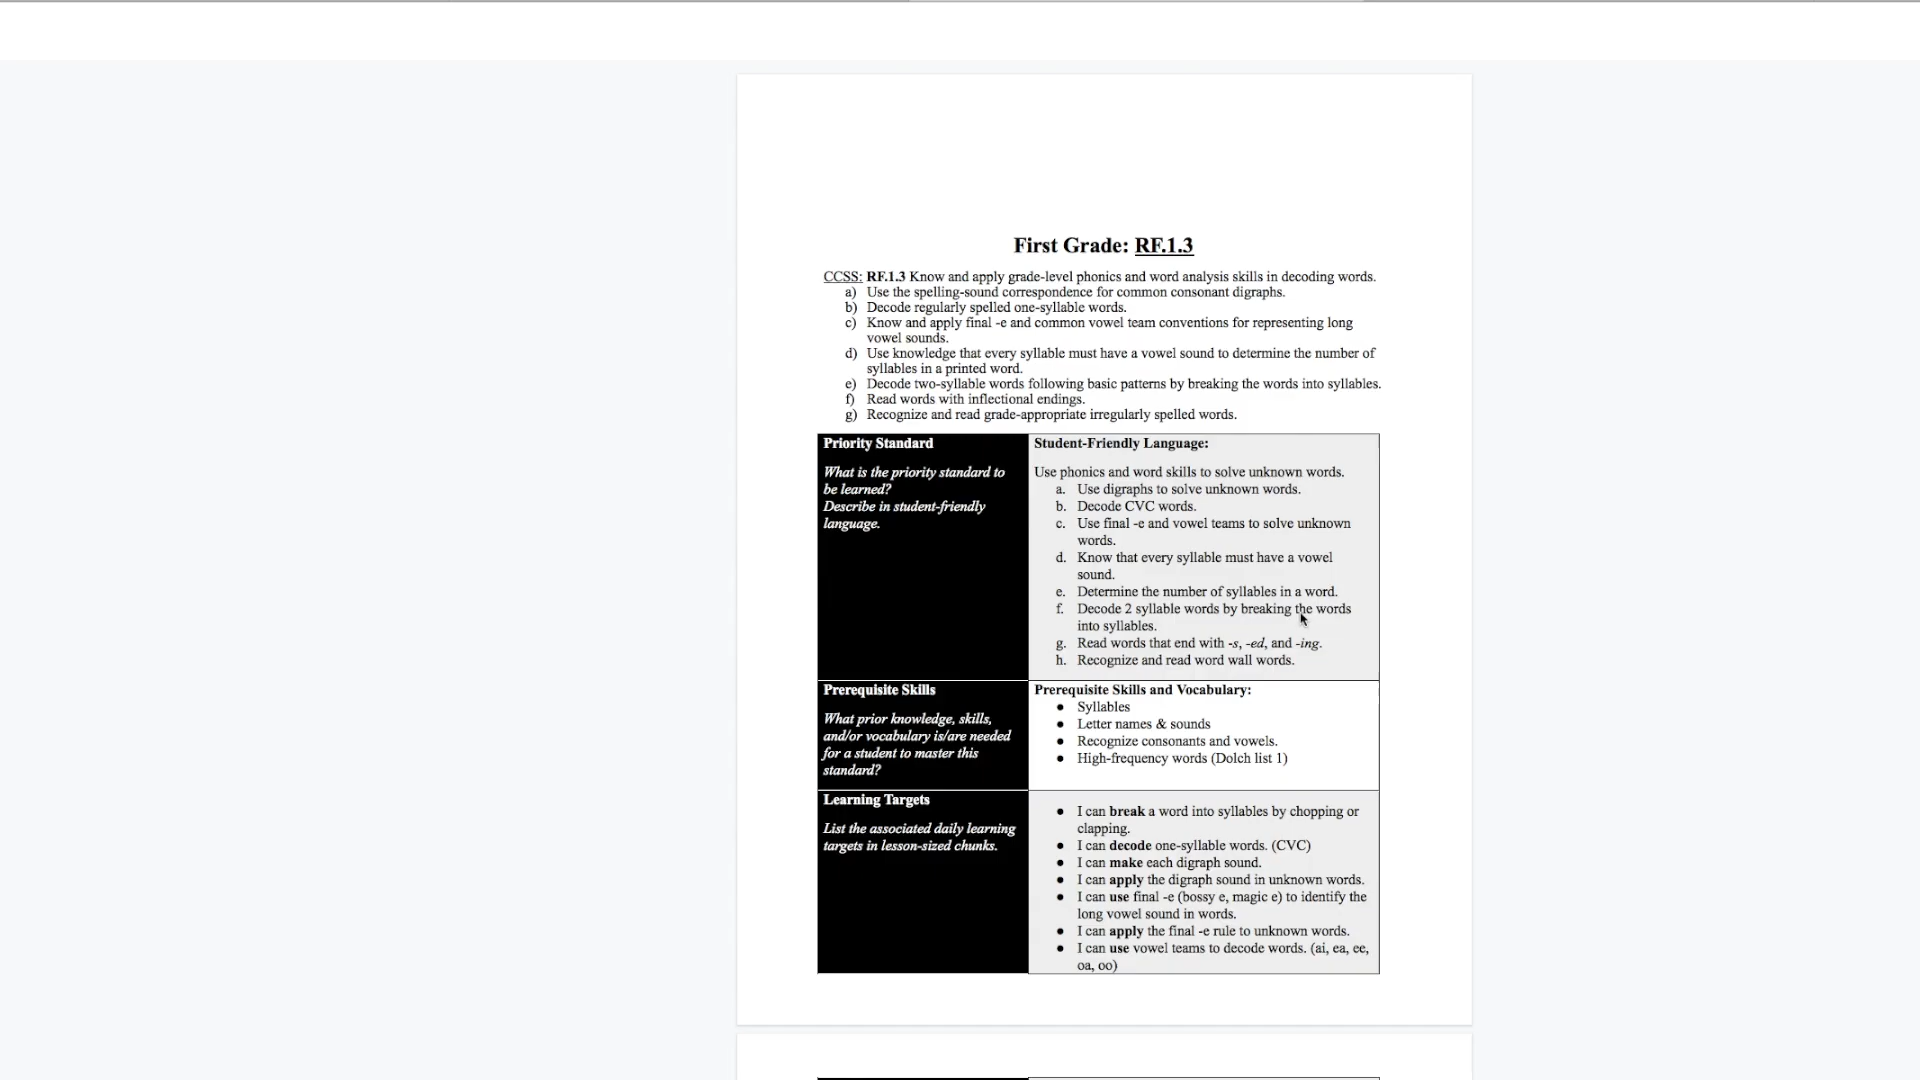 First Grade: RF.1.3
CCSS: RF.1.3 Know and apply grade-level phonics and word analysis skills in decoding words.
a) Use the spelling-sound correspondence for common consonant digraphs.
b) Decode regularly spelled one-syllable words.
c) Know and apply final -e and common vowel team conventions for representing long
vowel sounds.
d) Use knowledge that every syllable must have a vowel sound to determine the number of
syllables in a printed word.
e) Decode two-syllable words following basic patterns by breaking the words into syllables.
f) Read words with inflectional endings.
g) Recognize and read grade-appropriate irregularly spelled words.
Priority Standard
What is the priority standard to
be learned?
Describe in student-friendly
language.
Student-Friendly Language:
Use phonics and word skills to solve unknown words.
a. Use digraphs to solve unknown words.
b. Decode CVC words.
c. Use final -e and vowel teams to solve unknown
words.
d. Know that every syllable must have a vowel
sound.
e. Determine the number of syllables in a word.
f. Decode 2 syllable words by breaking the words
into syllables.
g. Read words that end with -s, -ed, and -ing.
h. Recognize and read word wall words.
Prerequisite Skills
What prior knowledge, skills,
and/or vocabulary is/are needed
for a student to master this
standard?
Prerequisite Skills and Vocabulary:
● Syllables
● Letter names & sounds
● Recognize consonants and vowels.
● High-frequency words (Dolch list 1)
Learning Targets
List the associated daily learning
targets in lesson-sized chunks.
● I can break a word into syllables by chopping or
clapping.
● I can decode one-syllable words. (CVC)
● I can make each digraph sound.
● I can apply the digraph sound in unknown words.
● I can use final -e (bossy e, magic e) to identify the
long vowel sound in words.
● I can apply the final -e rule to unknown words.
● I can use vowel teams to decode words. (ai, ea, ee,
oa, oo)